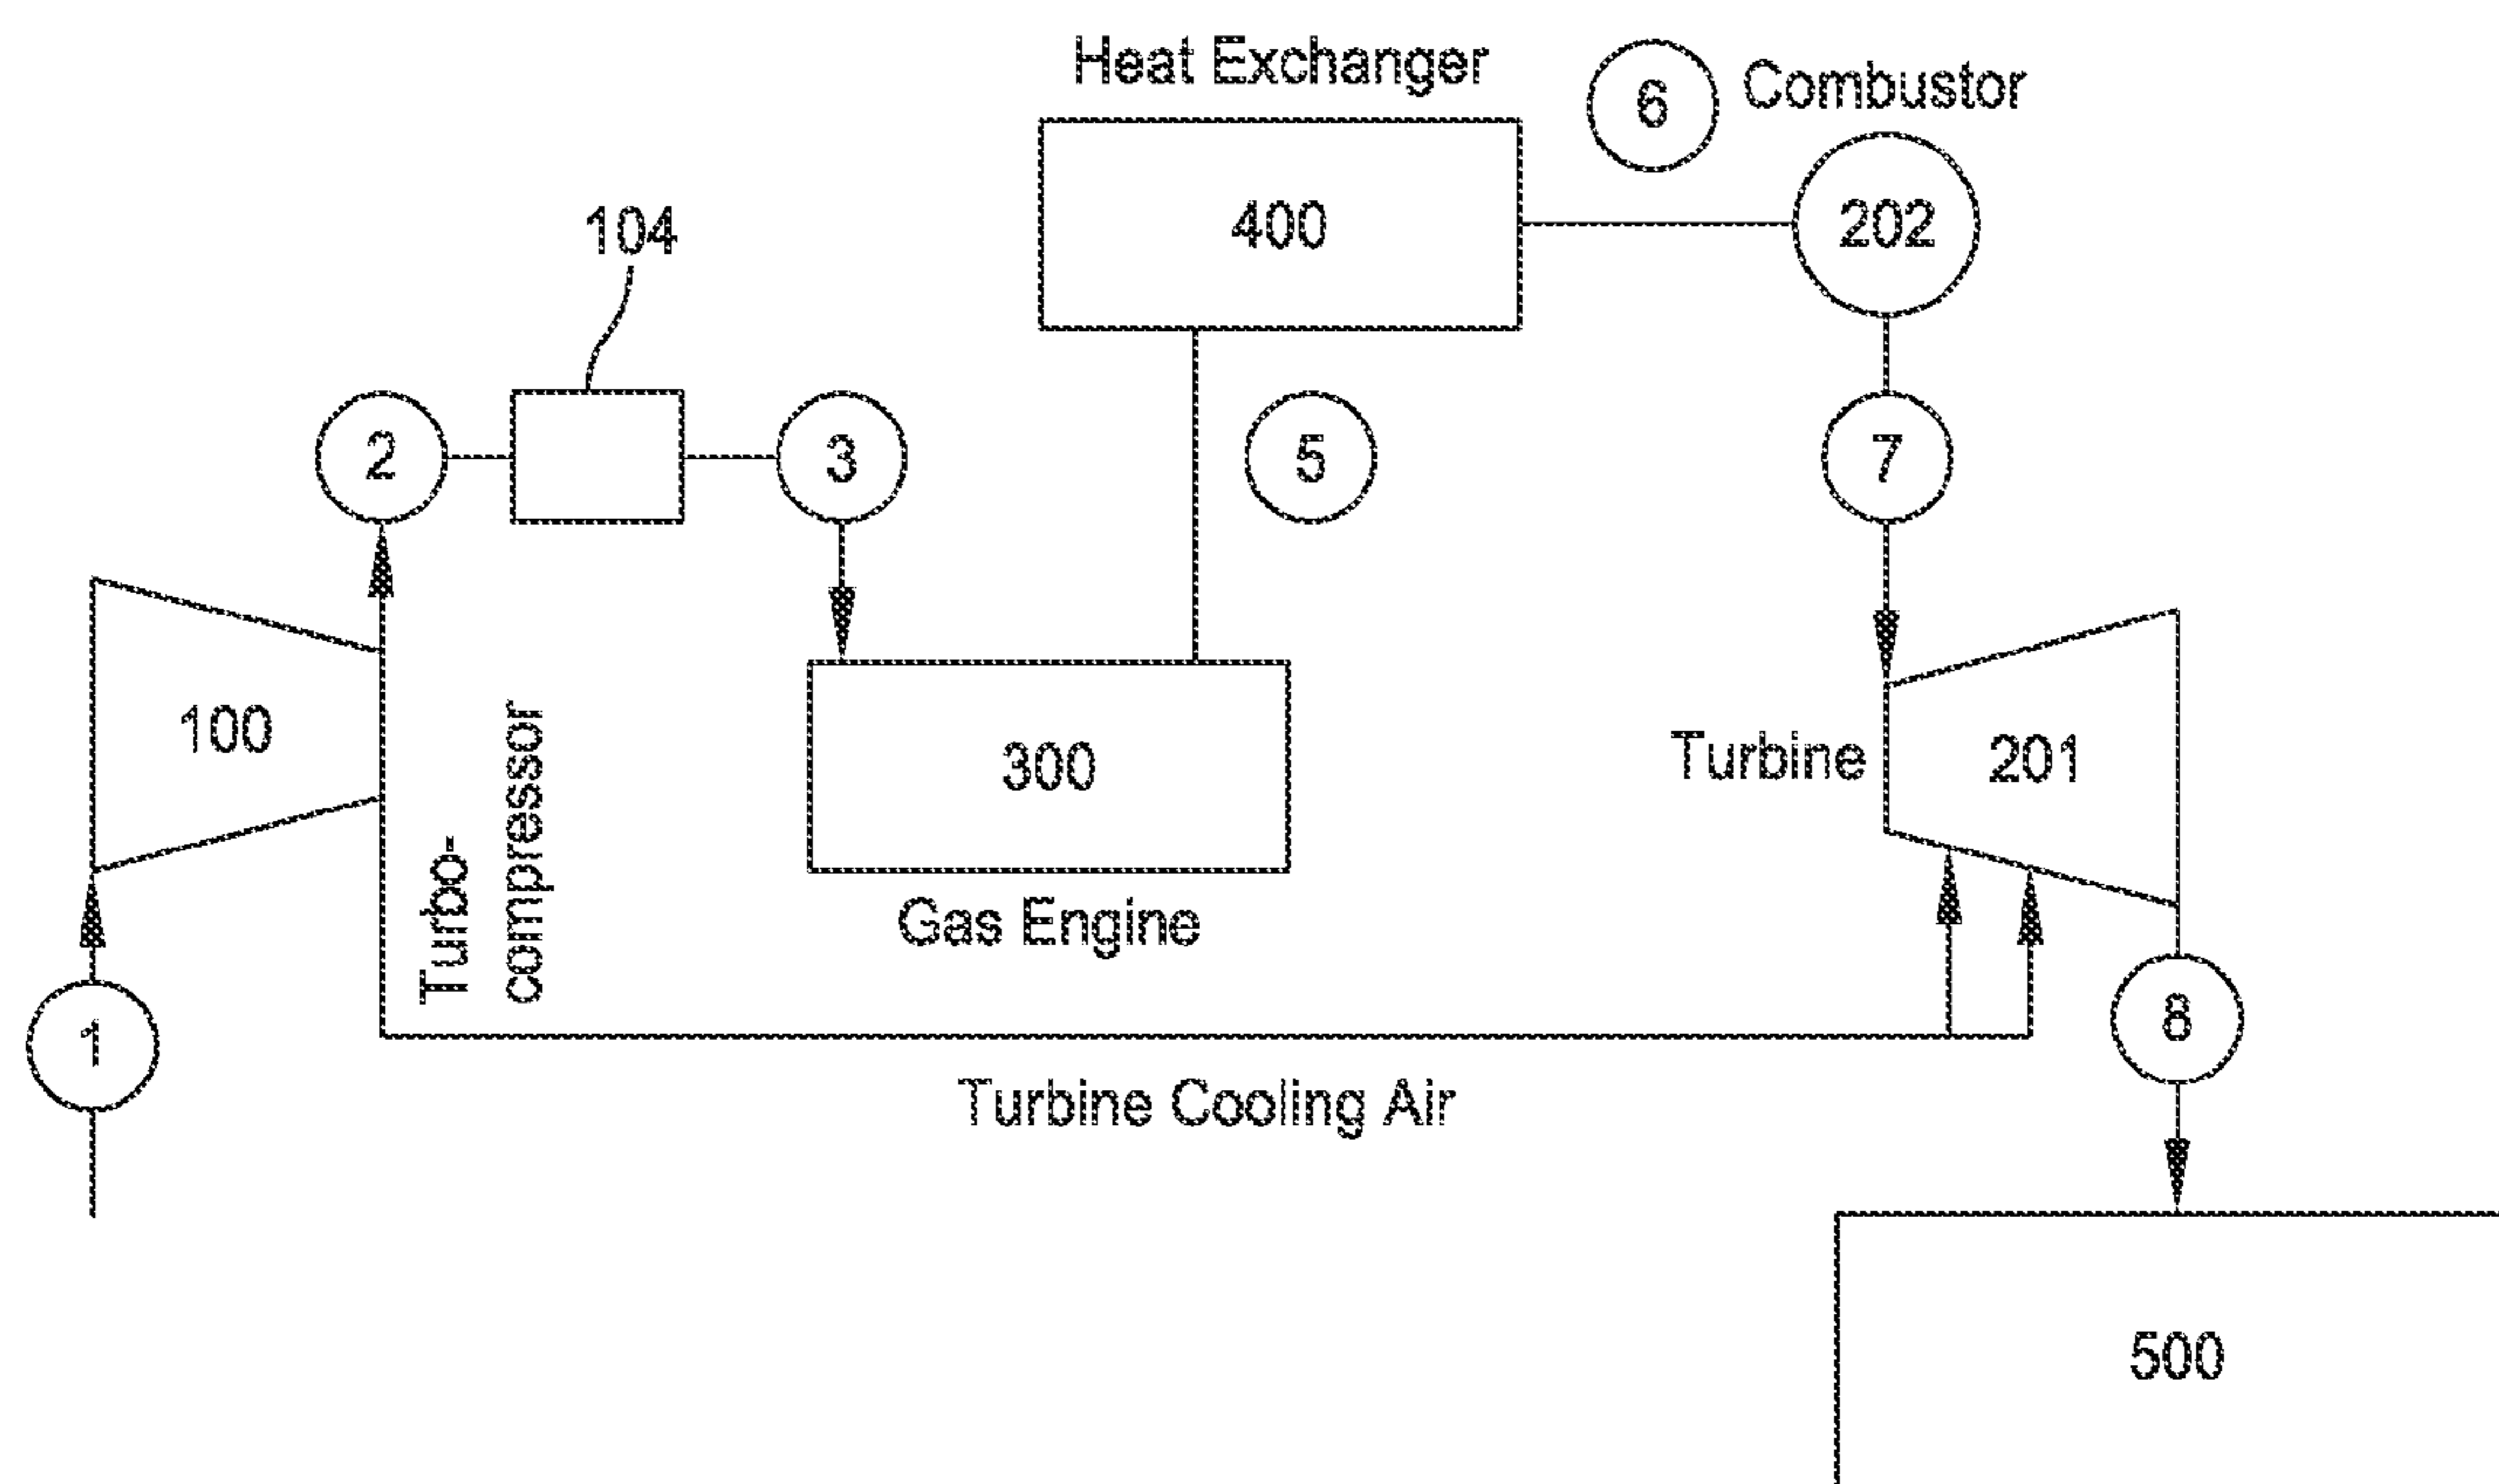 Heat Exchanger
6
Combustor
400
202
104
2
3
5
7
100
Turbo-
compressor
300
Turbine
201
Gas Engine
1
8
Turbine Cooling Air
500